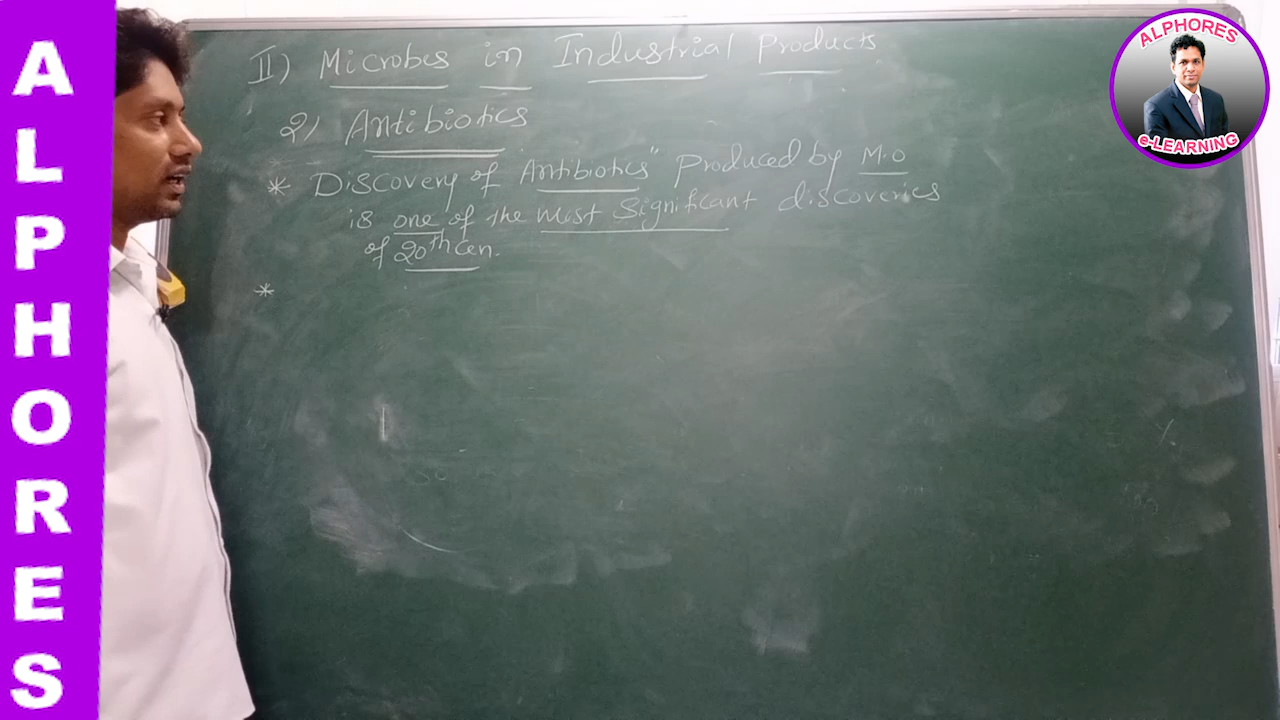 ALPHORES
ALPHORES
e-LEARNING
II) Microbes in Industrial Products
2) Antibiotics
* Discovery of Antibiotics" Produced by M.O
is one of the Most Significant discoveries
of 20th Cen.
*